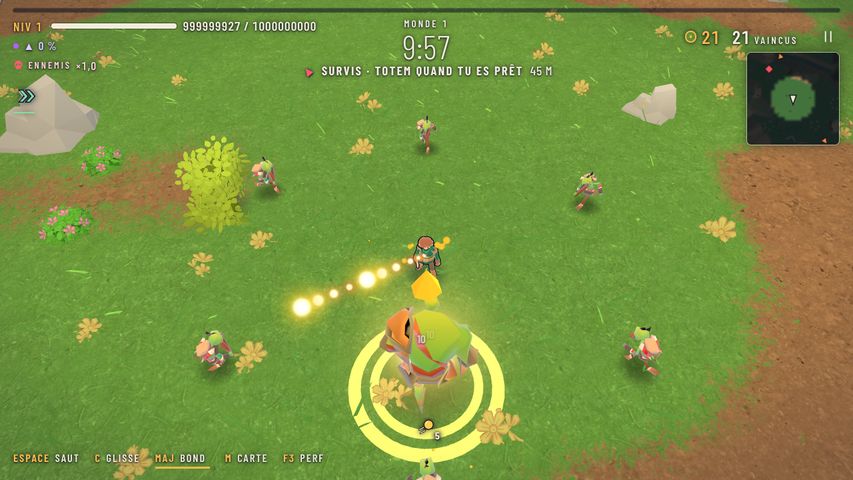 NIV 1 999999927 / 1000000000
▲ 0 %
ENNEMIS ×1,0
MONDE 1
9:57
SURVIS · TOTEM QUAND TU ES PRÊT 45 M
21 21 VAINCUS
10
5
ESPACE SAUT C GLISSE MAJ BOND M CARTE F3 PERF